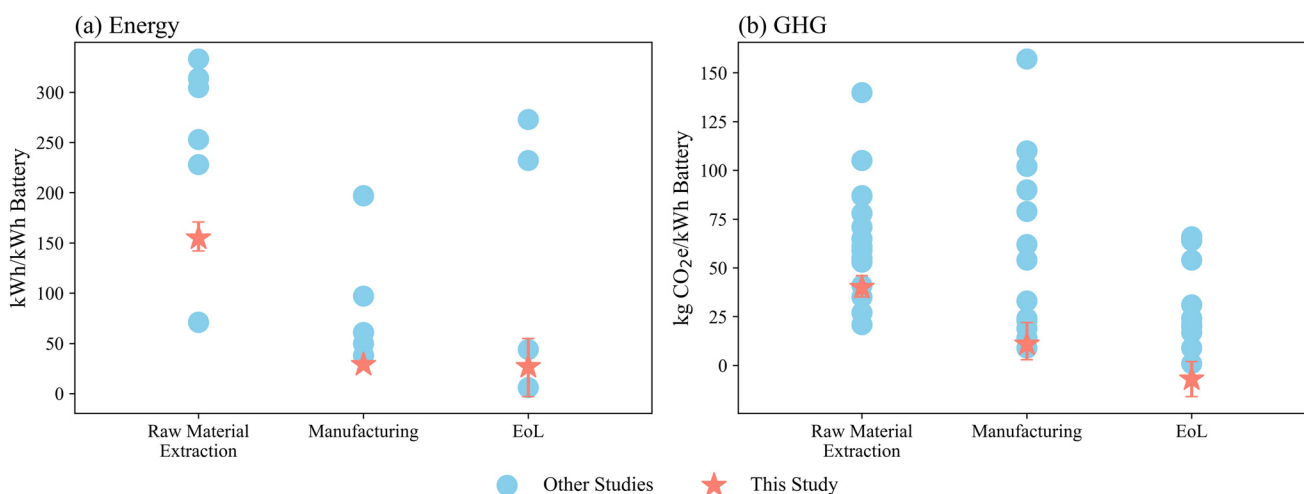 (a) Energy
kWh/kWh Battery
300
250
200
150
100
50
0
Raw Material
Extraction
Manufacturing
EoL
(b) GHG
kg CO₂e/kWh Battery
150
125
100
75
50
25
0
Raw Material
Extraction
Manufacturing
EoL
Other Studies
This Study